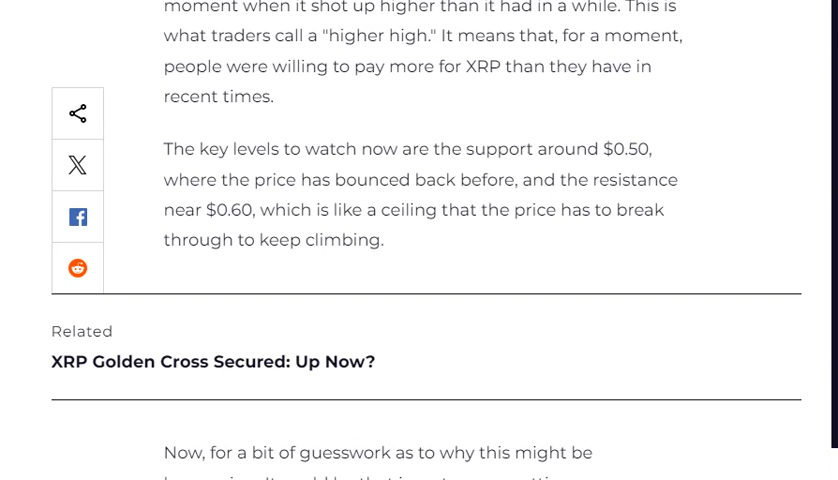 moment when it shot up higher than it had in a while. This is
what traders call a "higher high." It means that, for a moment,
people were willing to pay more for XRP than they have in
recent times.
The key levels to watch now are the support around $0.50,
where the price has bounced back before, and the resistance
near $0.60, which is like a ceiling that the price has to break
through to keep climbing.
Related
XRP Golden Cross Secured: Up Now?
Now, for a bit of guesswork as to why this might be